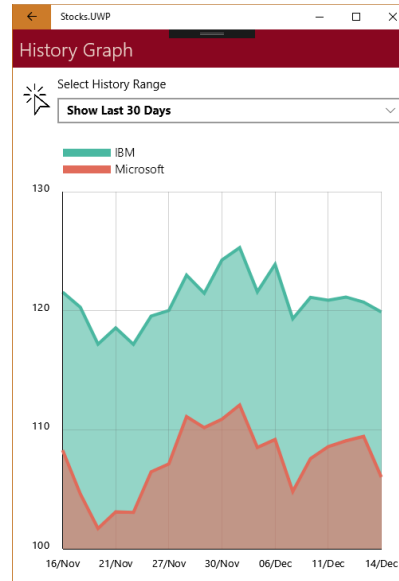 Stocks.UWP
History Graph
Select History Range
Show Last 30 Days
IBM
Microsoft
130
120
110
100
16/Nov 21/Nov 27/Nov 30/Nov 06/Dec 11/Dec 14/Dec